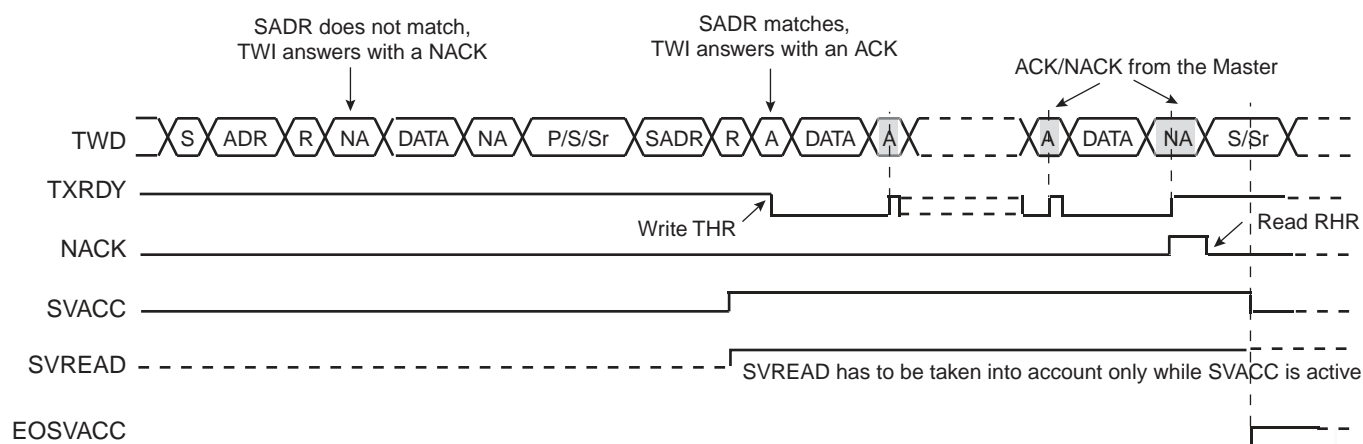 SADR does not match,
TWI answers with a NACK
SADR matches,
TWI answers with an ACK
ACK/NACK from the Master
TWD S ADR R NA DATA NA P/S/Sr SADR R A DATA A A DATA NA S/Sr
TXRDY
Write THR
Read RHR
NACK
SVACC
SVREAD
SVREAD has to be taken into account only while SVACC is active
EOSVACC